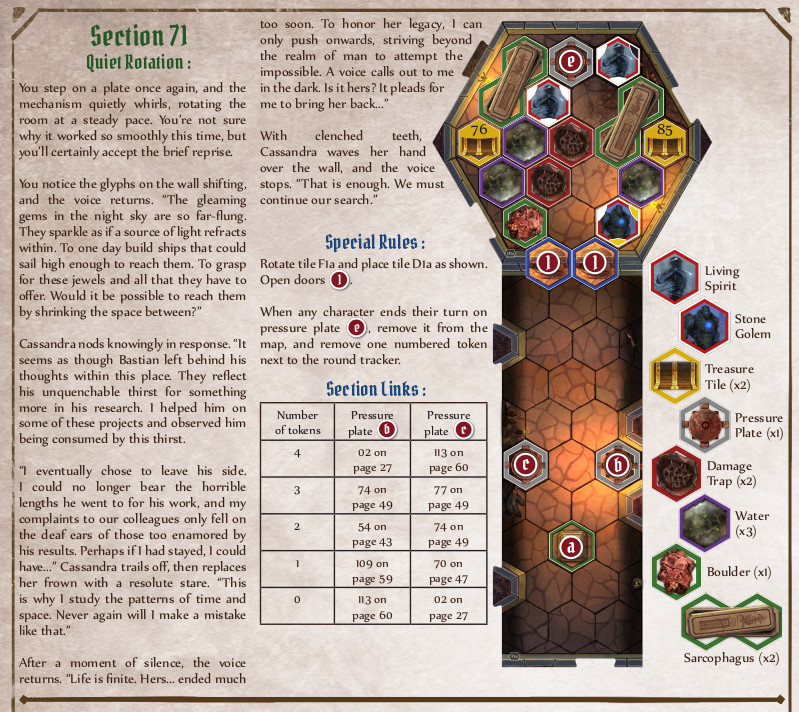 Section 71
Quiet Rotation :
You step on a plate once again, and the
mechanism quietly whirls, rotating the
room at a steady pace. You're not sure
why it worked so smoothly this time, but
you'll certainly accept the brief reprise.
You notice the glyphs on the wall shifting,
and the voice returns. "The gleaming
gems in the night sky are so far-flung.
They sparkle as if a source of light refracts
within. To one day build ships that could
sail high enough to reach them. To grasp
for these jewels and all that they have to
offer. Would it be possible to reach them
by shrinking the space between?"
Cassandra nods knowingly in response. "It
seems as though Bastian left behind his
thoughts within this place. They reflect
his unquenchable thirst for something
more in his research. I helped him on
some of these projects and observed him
being consumed by this thirst.
"I eventually chose to leave his side.
I could no longer bear the horrible
lengths he went to for his work, and my
complaints to our colleagues only fell on
the deaf ears of those too enamored by
his results. Perhaps if I had stayed, I could
have..." Cassandra trails off, then replaces
her frown with a resolute stare. "This
is why I study the patterns of time and
space. Never again will I make a mistake
like that."
After a moment of silence, the voice
returns. "Life is finite. Hers... ended much
too soon. To honor her legacy, I can
only push onwards, striving beyond
the realm of man to attempt the
impossible. A voice calls out to me
in the dark. Is it hers? It pleads for
me to bring her back..."
With clenched teeth,
Cassandra waves her hand
over the wall, and the voice
stops. "That is enough. We must
continue our search."
Special Rules :
Rotate tile F1a and place tile D1a as shown.
Open doors 1.
When any character ends their turn on
pressure plate e, remove it from the
map, and remove one numbered token
next to the round tracker.
Section Links :
Number of tokens
Pressure plate b
Pressure plate c
4
02 on page 27
113 on page 60
3
74 on page 49
77 on page 49
2
54 on page 43
74 on page 49
1
109 on page 59
70 on page 47
0
113 on page 60
02 on page 27
e
76
85
1
1
c
b
a
Living
Spirit
Stone
Golem
Treasure
Tile (x2)
Pressure
Plate (x1)
Damage
Trap (x2)
Water
(x3)
Boulder (x1)
Sarcophagus (x2)